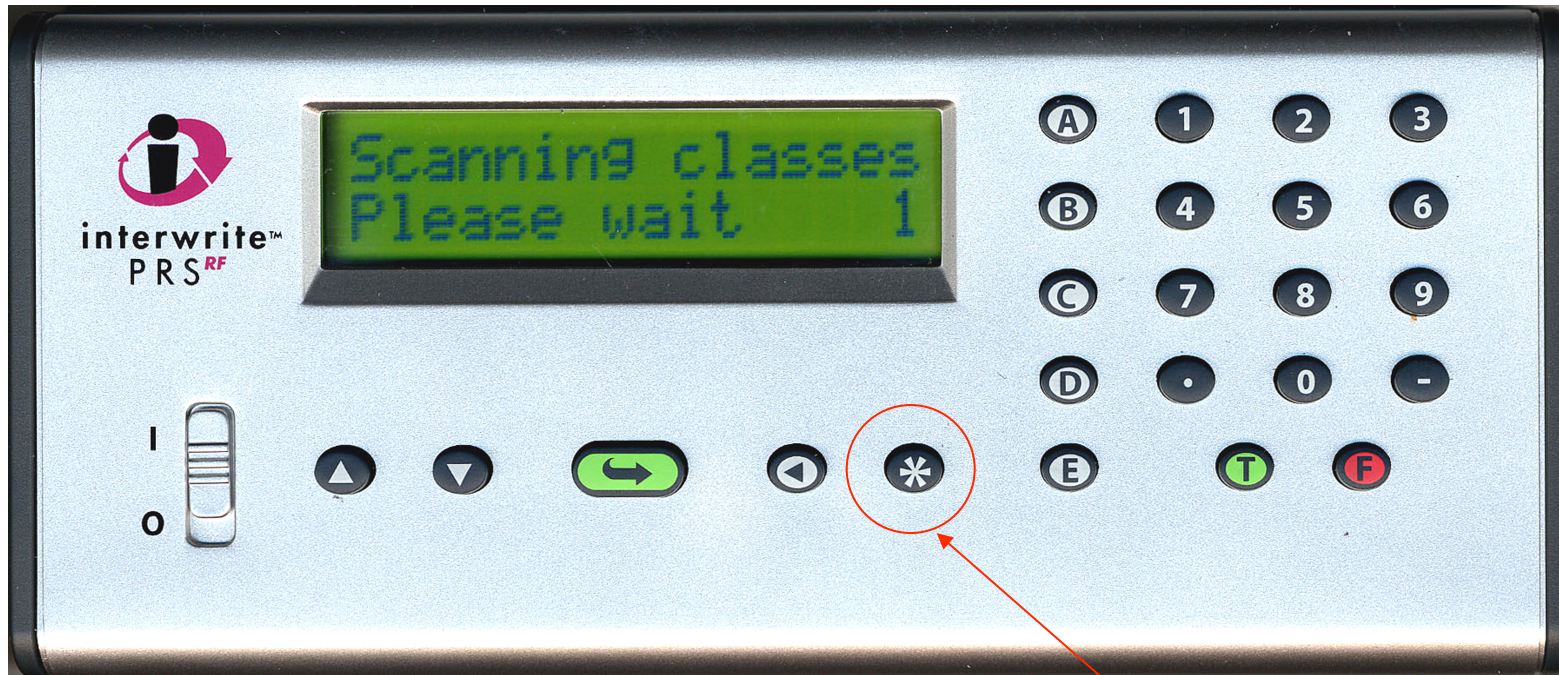 Scanning classes
Please wait 1
interwrite™
PRS RF
A 1 2 3
B 4 5 6
C 7 8 9
D . 0 -
I
O
* E T F